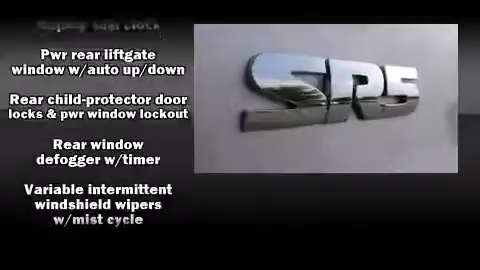 Pwr rear liftgate
window w/auto up/down
Rear child-protector door
locks & pwr window lockout
Rear window
defogger w/timer
Variable intermittent
windshield wipers
w/mist cycle
SR5